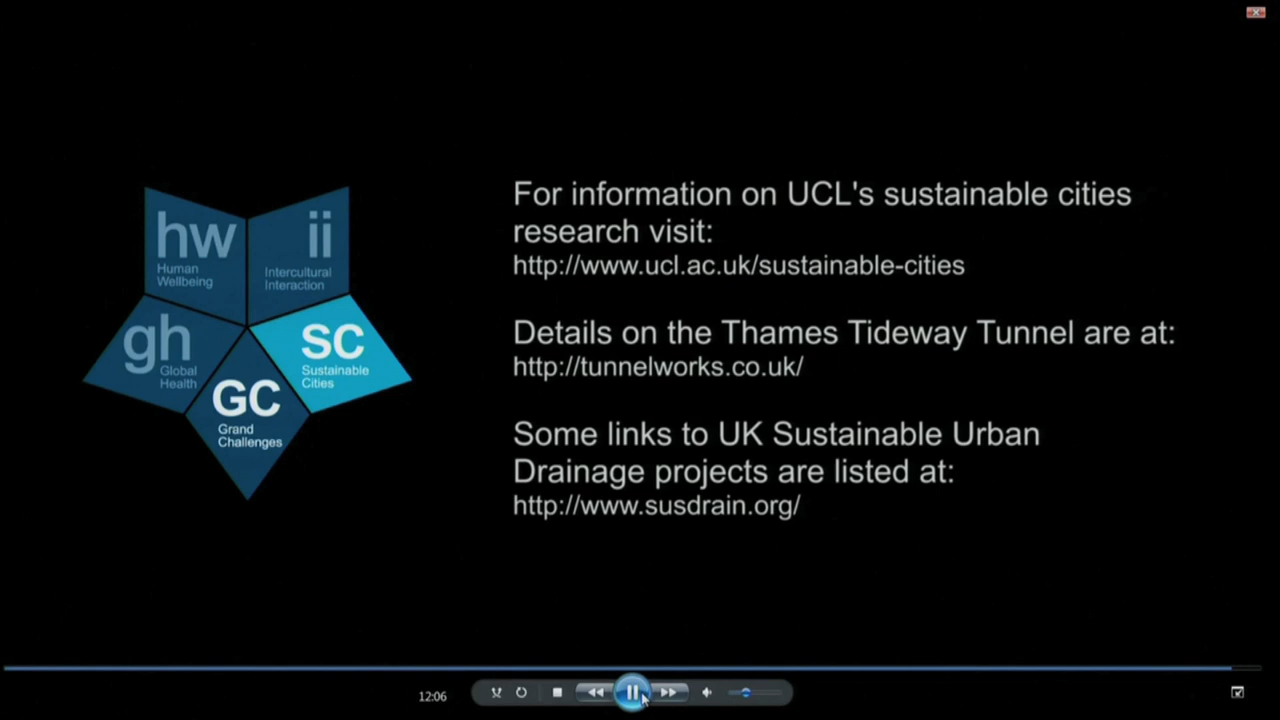 hw
Human
Wellbeing
ii
Intercultural
Interaction
gh
Global
Health
SC
Sustainable
Cities
GC
Grand
Challenges
For information on UCL's sustainable cities
research visit:
http://www.ucl.ac.uk/sustainable-cities
Details on the Thames Tideway Tunnel are at:
http://tunnelworks.co.uk/
Some links to UK Sustainable Urban
Drainage projects are listed at:
http://www.susdrain.org/
12:06